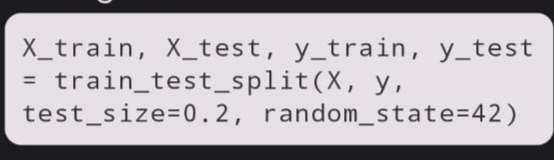 X_train, X_test, y_train, y_test
= train_test_split(X, y,
test_size=0.2, random_state=42)